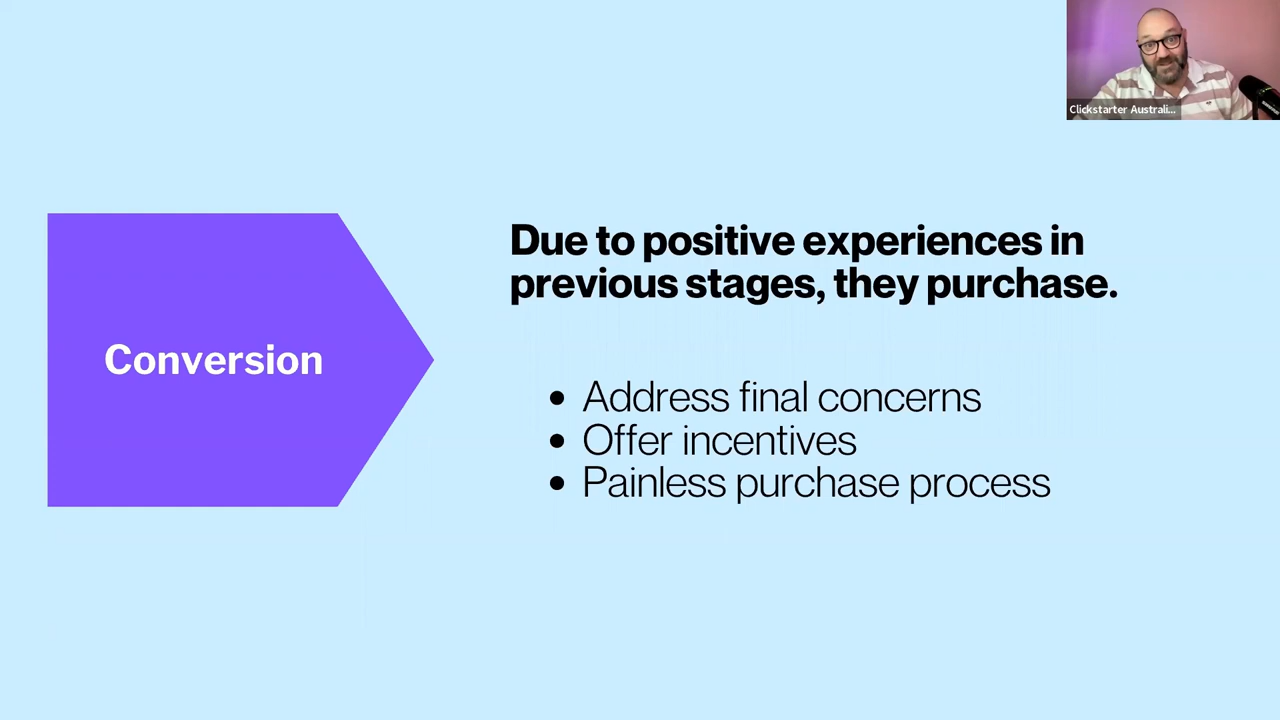 Clickstarter Australi...
Due to positive experiences in
previous stages, they purchase.
Conversion
Address final concerns
Offer incentives
Painless purchase process